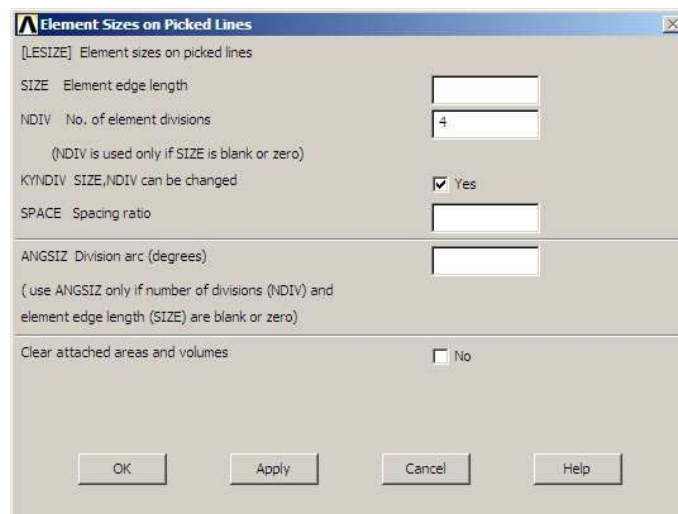 Element Sizes on Picked Lines
[LESIZE] Element sizes on picked lines
SIZE Element edge length
NDIV No. of element divisions 4
(NDIV is used only if SIZE is blank or zero)
KYNDIV SIZE,NDIV can be changed Yes
SPACE Spacing ratio
ANGSIZ Division arc (degrees)
( use ANGSIZ only if number of divisions (NDIV) and
element edge length (SIZE) are blank or zero)
Clear attached areas and volumes No
OK Apply Cancel Help